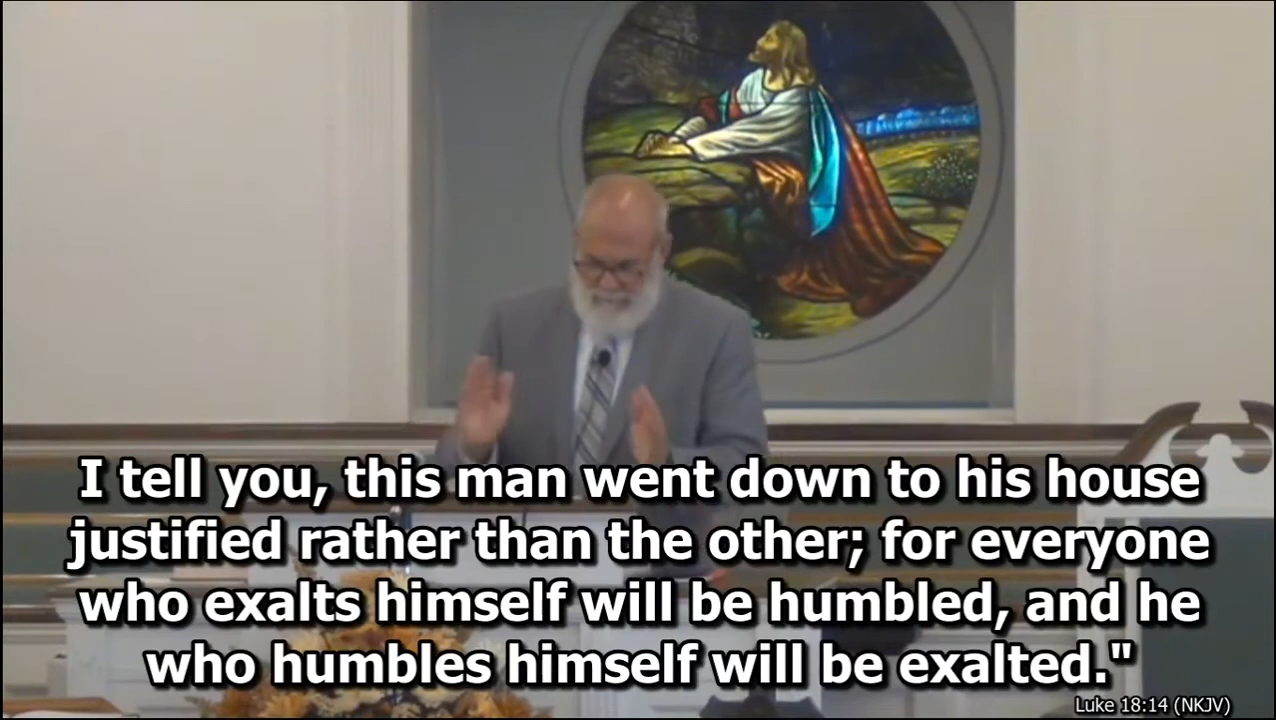 I tell you, this man went down to his house
justified rather than the other; for everyone
who exalts himself will be humbled, and he
who humbles himself will be exalted."
Luke 18:14 (NKJV)